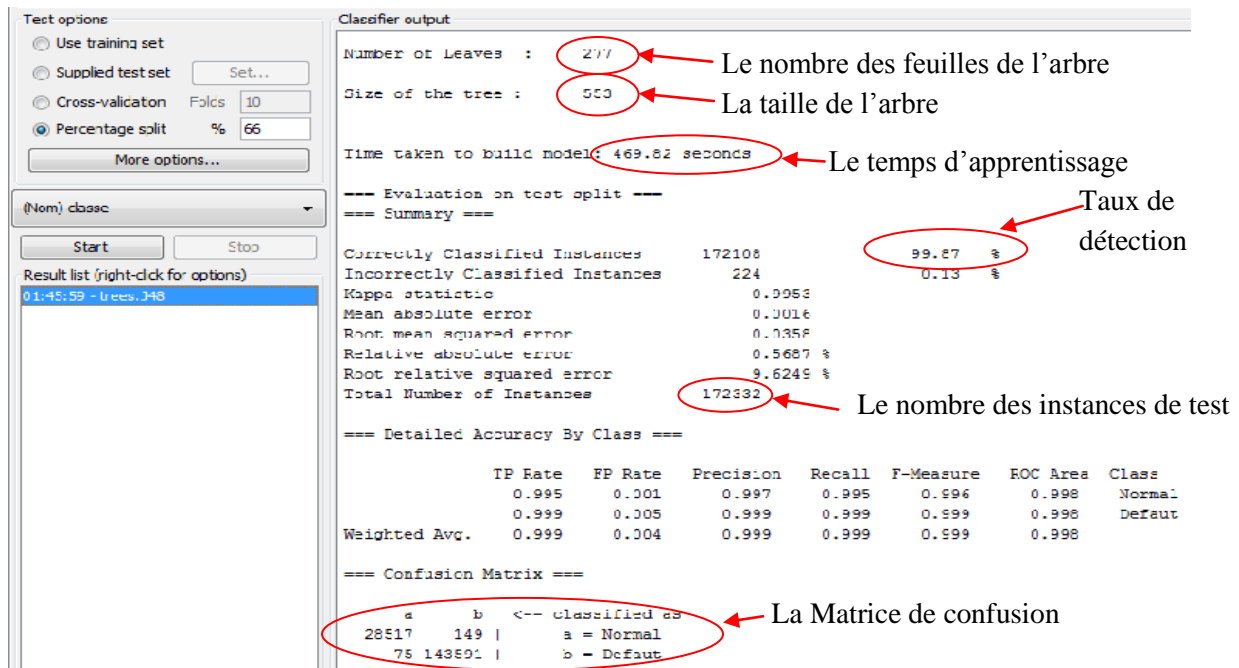 Test options
Use training set
Supplied test set Set...
Cross-validation Folds 10
Percentage split % 66
More options...
(Nom) classe
Start Stop
Result list (right-click for options)
01:45:59 - trees.J48
Classifier output
Number of Leaves : 277
Le nombre des feuilles de l’arbre
Size of the tree : 553
La taille de l’arbre
Time taken to build model: 469.82 seconds
Le temps d’apprentissage
=== Evaluation on test split ===
=== Summary ===
Taux de
détection
Correctly Classified Instances 172108 99.87 %
Incorrectly Classified Instances 224 0.13 %
Kappa statistic 0.9953
Mean absolute error 0.0016
Root mean squared error 0.0358
Relative absolute error 0.5687 %
Root relative squared error 9.6249 %
Total Number of Instances 172332
Le nombre des instances de test
=== Detailed Accuracy By Class ===
TP Rate FP Rate Precision Recall F-Measure ROC Area Class
0.995 0.001 0.997 0.995 0.996 0.998 Normal
0.999 0.005 0.999 0.999 0.999 0.998 Defaut
Weighted Avg. 0.999 0.004 0.999 0.999 0.999 0.998
=== Confusion Matrix ===
a b <-- classified as
La Matrice de confusion
28517 149 | a = Normal
75 143591 | b = Defaut